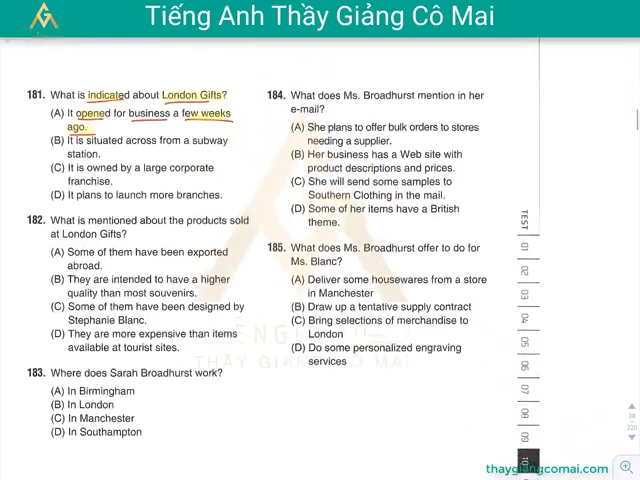 Tiếng Anh Thầy Giảng Cô Mai
181. What is indicated about London Gifts?
(A) It opened for business a few weeks
ago.
(B) It is situated across from a subway
station.
(C) It is owned by a large corporate
franchise.
(D) It plans to launch more branches.
182. What is mentioned about the products sold
at London Gifts?
(A) Some of them have been exported
abroad.
(B) They are intended to have a higher
quality than most souvenirs.
(C) Some of them have been designed by
Stephanie Blanc.
(D) They are more expensive than items
available at tourist sites.
183. Where does Sarah Broadhurst work?
(A) In Birmingham
(B) In London
(C) In Manchester
(D) In Southampton
184. What does Ms. Broadhurst mention in her
e-mail?
(A) She plans to offer bulk orders to stores
needing a supplier.
(B) Her business has a Web site with
product descriptions and prices.
(C) She will send some samples to
Southern Clothing in the mail.
(D) Some of her items have a British
theme.
185. What does Ms. Broadhurst offer to do for
Ms. Blanc?
(A) Deliver some housewares from a store
in Manchester
(B) Draw up a tentative supply contract
(C) Bring selections of merchandise to
London
(D) Do some personalized engraving
services
THẦY GIẢNG CÔ MAI
TEST
01
02
03
04
05
06
07
08
09
10
38
220
thaygiangcomai.com